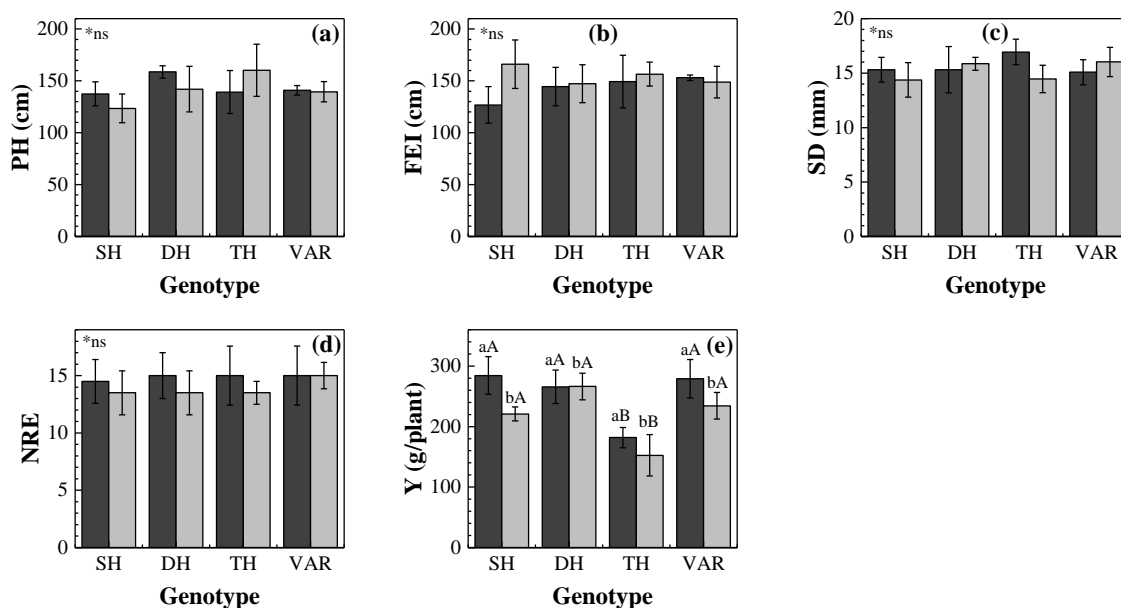 *ns
(a)
200
150
100
50
0
PH (cm)
SH DH TH VAR
Genotype
*ns
(b)
200
150
100
50
0
FEI (cm)
SH DH TH VAR
Genotype
(c)
*ns
20
15
10
5
0
SD (mm)
SH DH TH VAR
Genotype
*ns
(d)
15
10
5
0
NRE
SH DH TH VAR
Genotype
(e)
aA bA aA bA aB bB aA bA
300
200
100
0
Y (g/plant)
SH DH TH VAR
Genotype